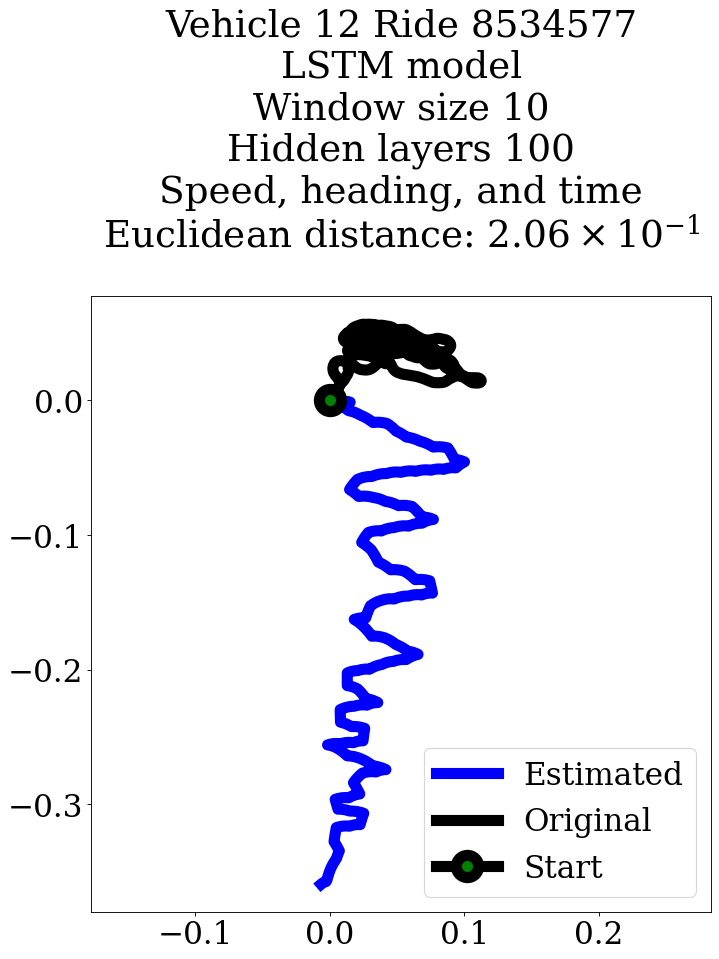 Vehicle 12 Ride 8534577
LSTM model
Window size 10
Hidden layers 100
Speed, heading, and time
Euclidean distance: 2.06 × 10⁻¹
0.0
−0.1
−0.2
−0.3
Estimated
Original
Start
−0.1 0.0 0.1 0.2